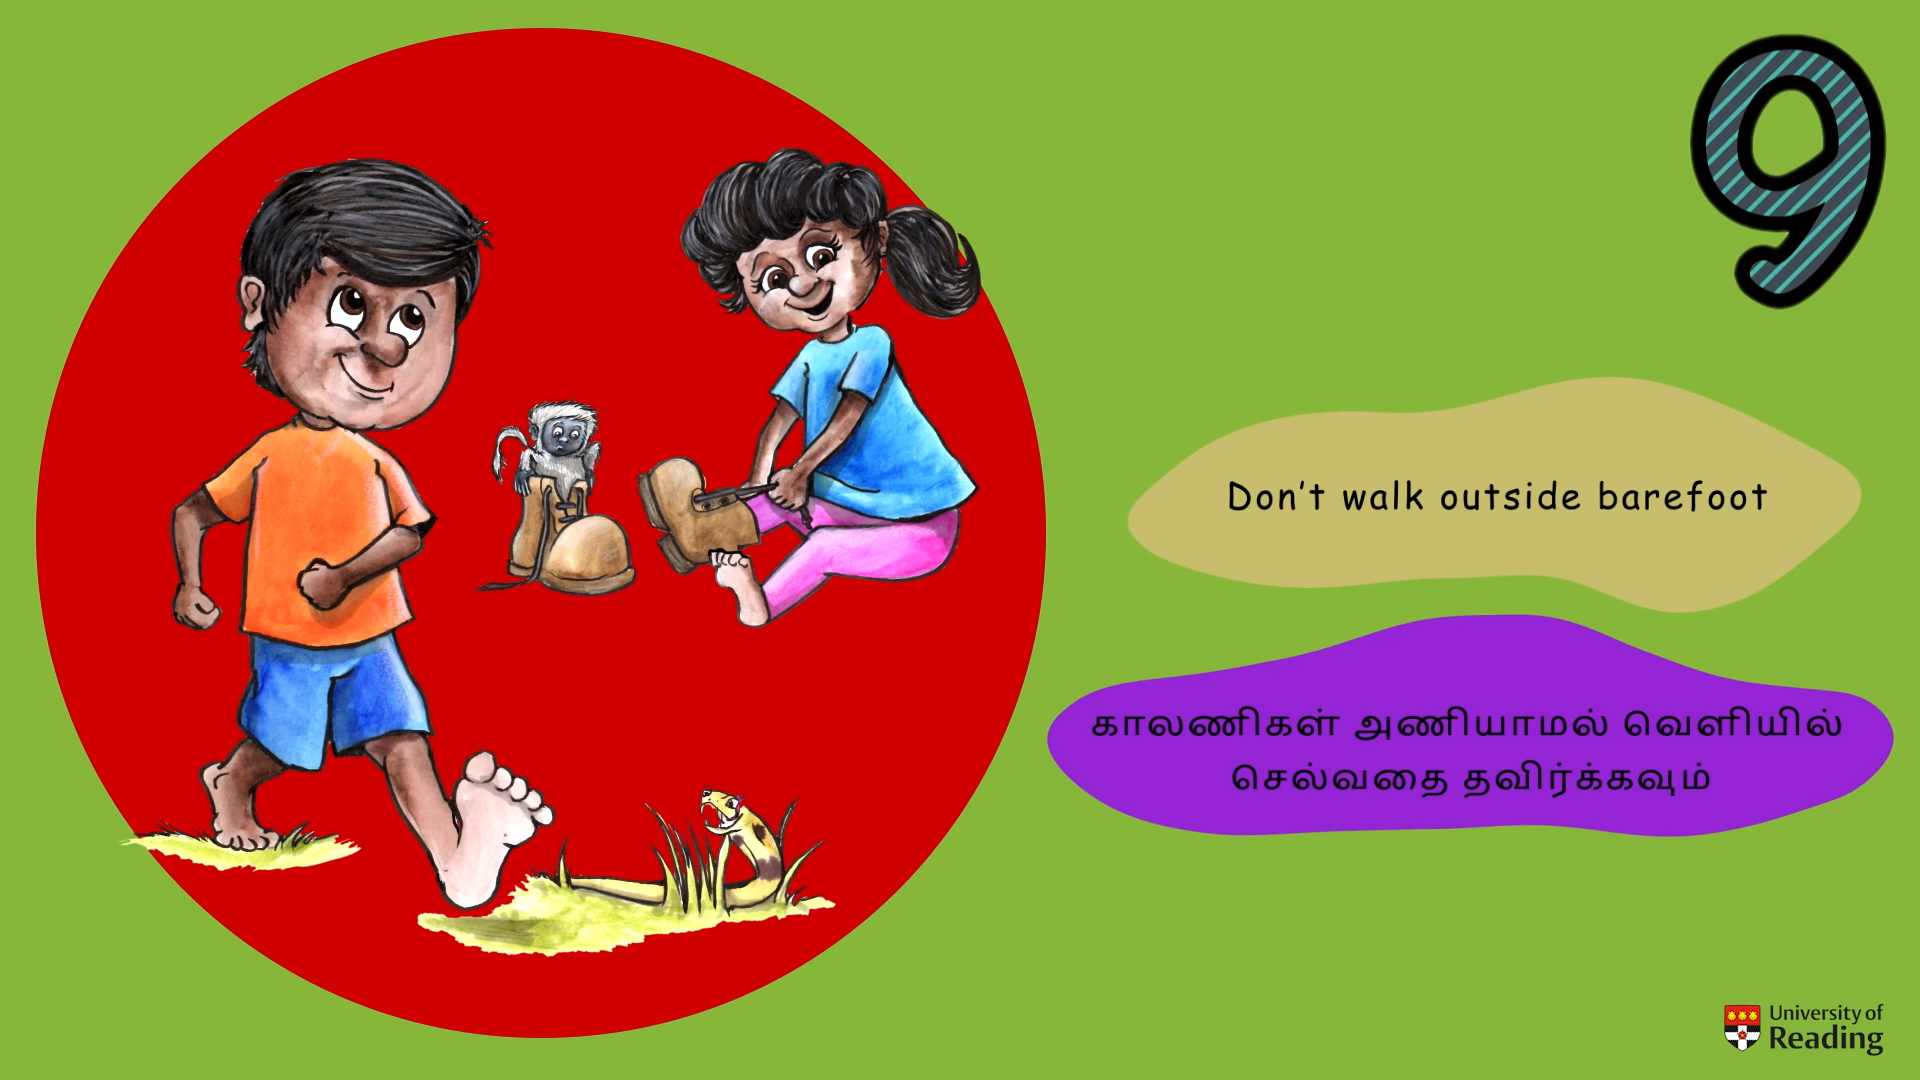 9
Don't walk outside barefoot
காலணிகள் அணியாமல் வெளியில்
செல்வதை தவிர்க்கவும்
University of
Reading